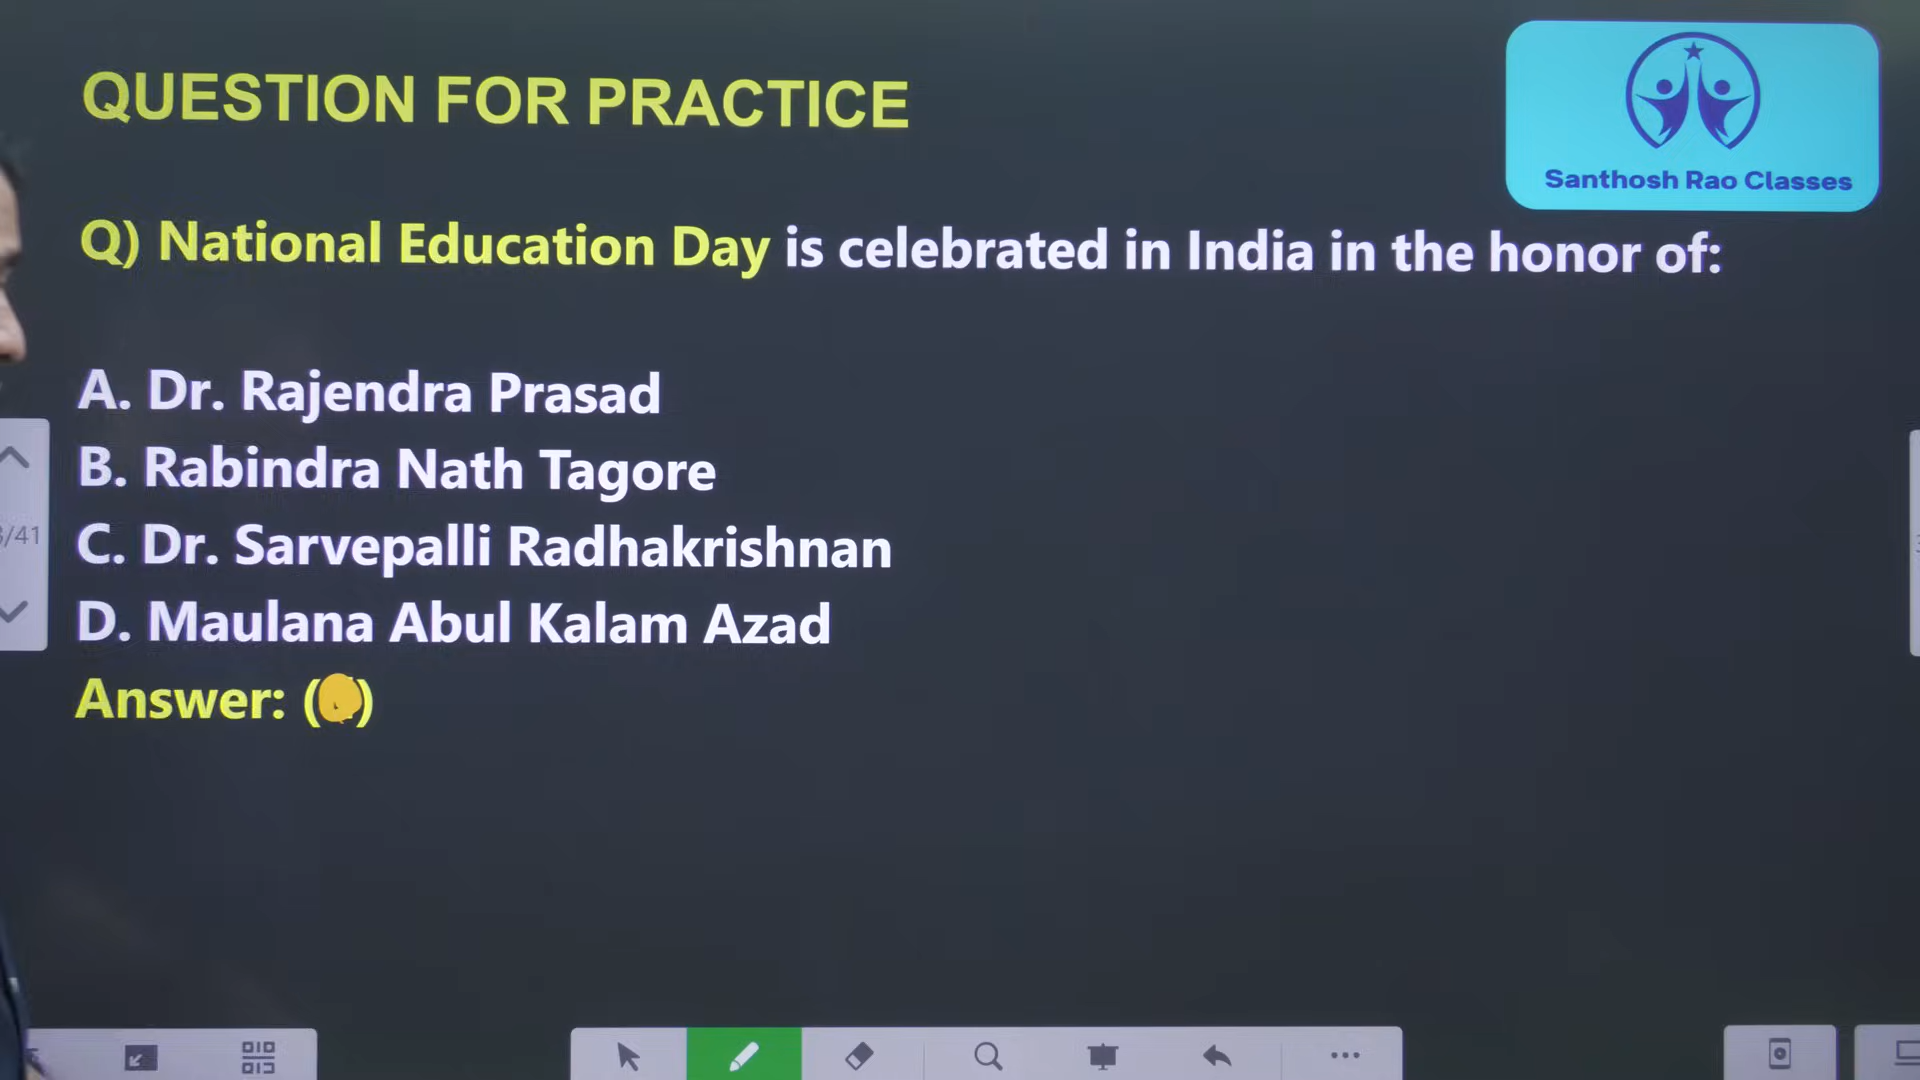 QUESTION FOR PRACTICE
Santhosh Rao Classes
Q) National Education Day is celebrated in India in the honor of:
A. Dr. Rajendra Prasad
B. Rabindra Nath Tagore
C. Dr. Sarvepalli Radhakrishnan
D. Maulana Abul Kalam Azad
Answer: ( )
/41